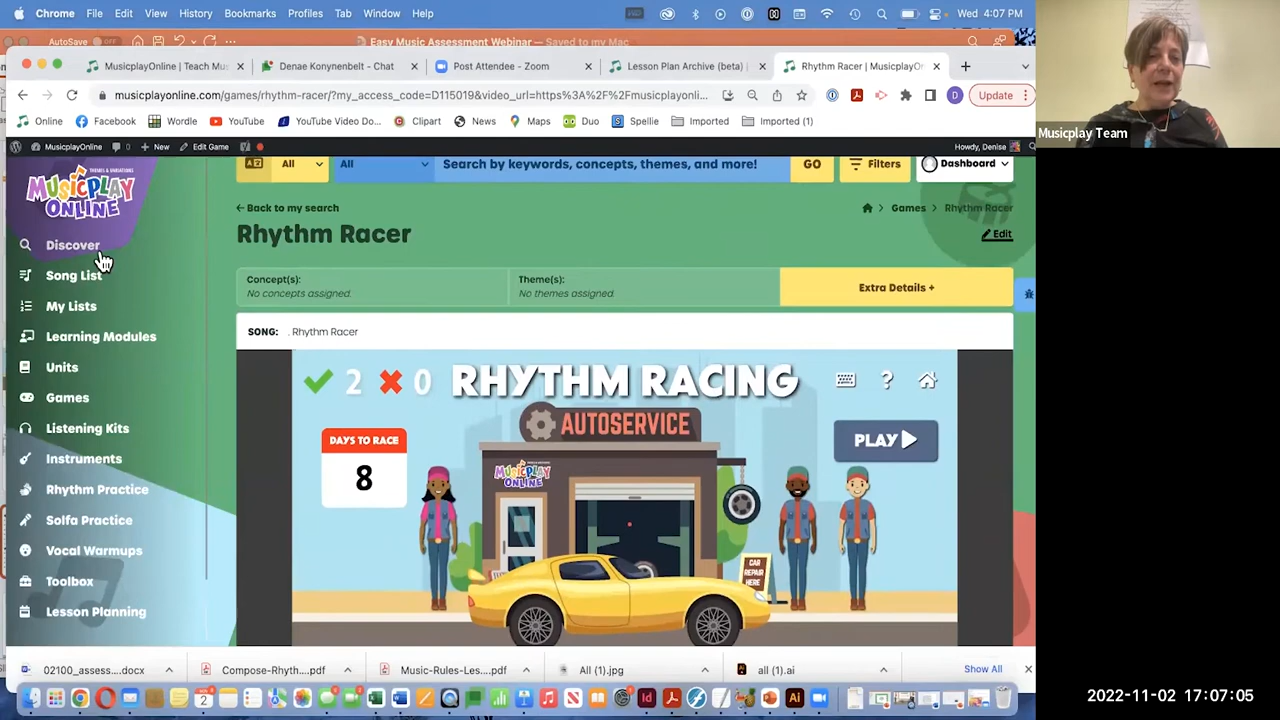 Chrome File Edit View History Bookmarks Profiles Tab Window Help Wed 4:07 PM
AutoSave OFF Easy Music Assessment Webinar — Saved to my Mac
MusicplayOnline | Teach Mu Denae Konynenbelt - Chat Post Attendee - Zoom Lesson Plan Archive (beta) | Rhythm Racer | MusicplayOn
musicplayonline.com/games/rhythm-racer/?my_access_code=D115019&video_url=https%3A%2F%2Fmusicplayonli... D Update
Online Facebook Wordle YouTube YouTube Video Do... Clipart News Maps Duo Spellie Imported Imported (1)
MusicplayOnline 0 New Edit Game Howdy, Denise
THEMES & VARIATIONS
MUSICPLAY ONLINE
All All Search by keywords, concepts, themes, and more! GO Filters Dashboard
Back to my search Games > Rhythm Racer
Rhythm Racer Edit
Concept(s): Theme(s): Extra Details +
No concepts assigned. No themes assigned.
SONG: . Rhythm Racer
Discover
Song List
My Lists
Learning Modules
Units
Games
Listening Kits
Instruments
Rhythm Practice
Solfa Practice
Vocal Warmups
Toolbox
Lesson Planning
2 0 RHYTHM RACING ?
AUTOSERVICE
DAYS TO RACE
8
PLAY
MUSICPLAY ONLINE
CAR
REPAIR
HERE
02100_assess....docx Compose-Rhyth....pdf Music-Rules-Les....pdf All (1).jpg all (1).ai Show All
Musicplay Team
2022-11-02 17:07:05